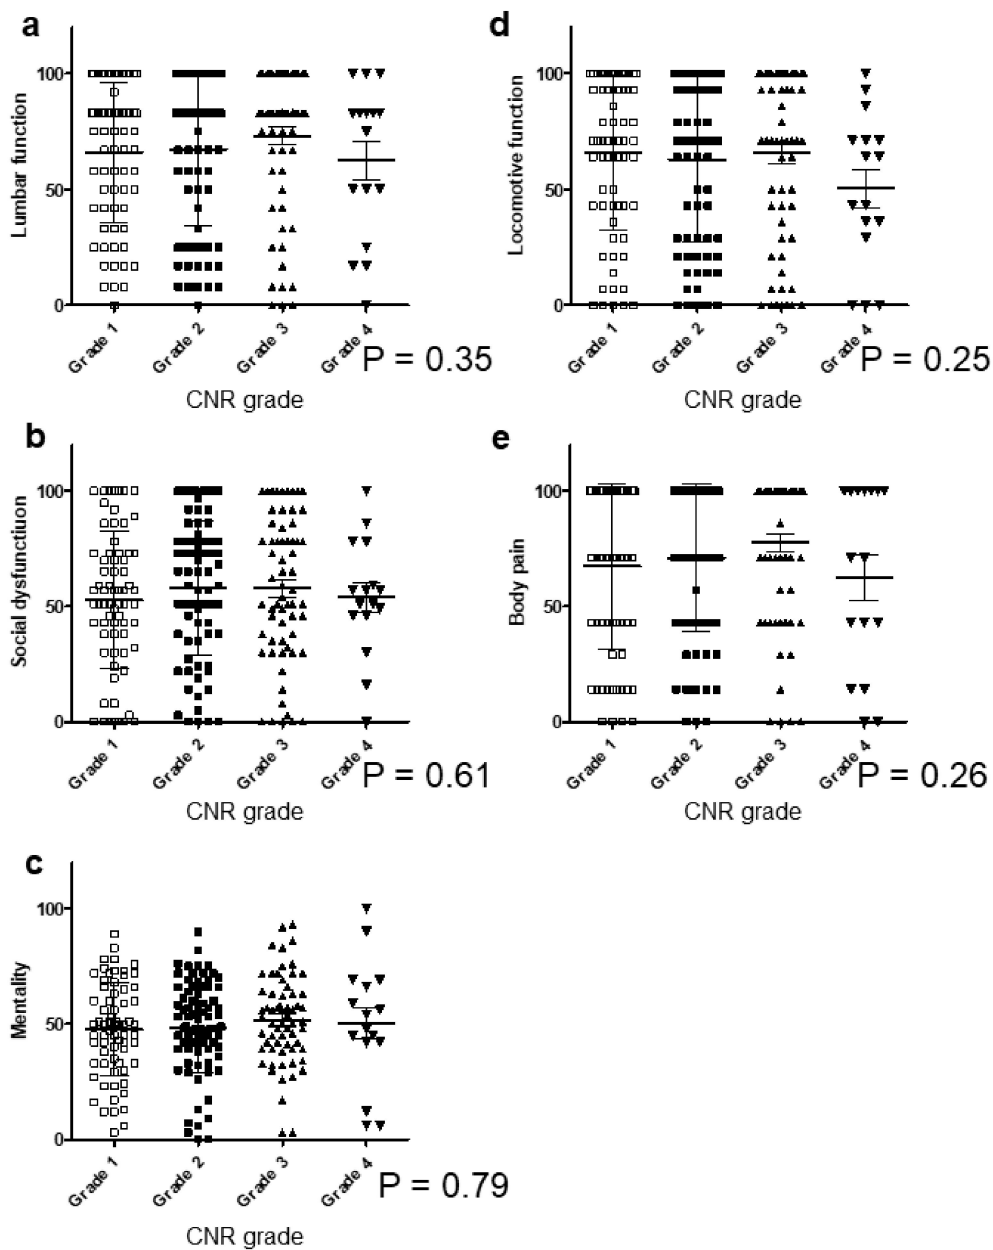 a
Lumbar function
100
50
0
Grade 1
Grade 2
Grade 3
Grade 4
P = 0.35
CNR grade
d
Locomotive function
100
50
0
Grade 1
Grade 2
Grade 3
Grade 4
P = 0.25
CNR grade
b
Social dysfunctiuon
100
50
0
Grade 1
Grade 2
Grade 3
Grade 4
P = 0.61
CNR grade
e
Body pain
100
50
0
Grade 1
Grade 2
Grade 3
Grade 4
P = 0.26
CNR grade
c
Mentality
100
50
0
Grade 1
Grade 2
Grade 3
Grade 4
P = 0.79
CNR grade